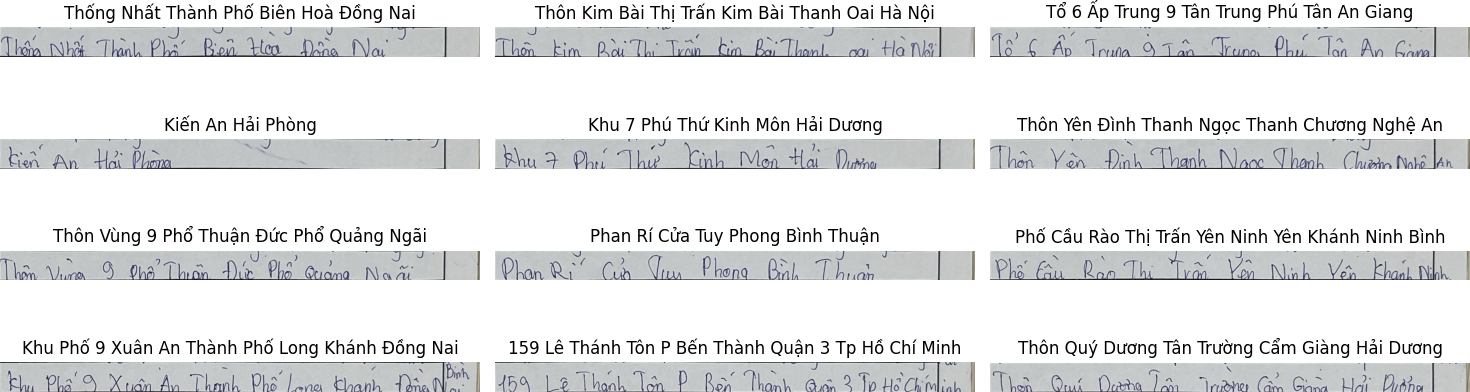 Thống Nhất Thành Phố Biên Hoà Đồng Nai
Thôn Kim Bài Thị Trấn Kim Bài Thanh Oai Hà Nội
Tổ 6 Ấp Trung 9 Tân Trung Phú Tân An Giang
Thống Nhất Thành Phố Biên Hòa Đồng Nai
Thôn Kim Bài Thị Trấn Kim Bài Thanh oai Hà Nội
Tổ 6 Ấp Trung 9 Tân Trung Phú Tân An Giang
Kiến An Hải Phòng
Khu 7 Phú Thứ Kinh Môn Hải Dương
Thôn Yên Đình Thanh Ngọc Thanh Chương Nghệ An
Kiến An Hải Phòng
Khu 7 Phú Thứ Kinh Môn Hải Dương
Thôn Yên Đình Thanh Ngọc Thanh Chương Nghệ An
Thôn Vùng 9 Phổ Thuận Đức Phổ Quảng Ngãi
Phan Rí Cửa Tuy Phong Bình Thuận
Phố Cầu Rào Thị Trấn Yên Ninh Yên Khánh Ninh Bình
Thôn Vùng 9 Phổ Thuận Đức Phổ Quảng Ngãi
Phan Rí Cửa Tuy Phong Bình Thuận
Phố Cầu Rào Thị Trấn Yên Ninh Yên Khánh Ninh
Khu Phố 9 Xuân An Thành Phố Long Khánh Đồng Nai
159 Lê Thánh Tôn P Bến Thành Quận 3 Tp Hồ Chí Minh
Thôn Quý Dương Tân Trường Cẩm Giàng Hải Dương
Bình
Khu Phố 9 Xuân An Thành Phố Long Khánh Đồng Nai
159 Lê Thánh Tôn P Bến Thành Quận 3 Tp Hồ Chí Minh
Thôn Quý Dương Tân Trường Cẩm Giàng Hải Dương